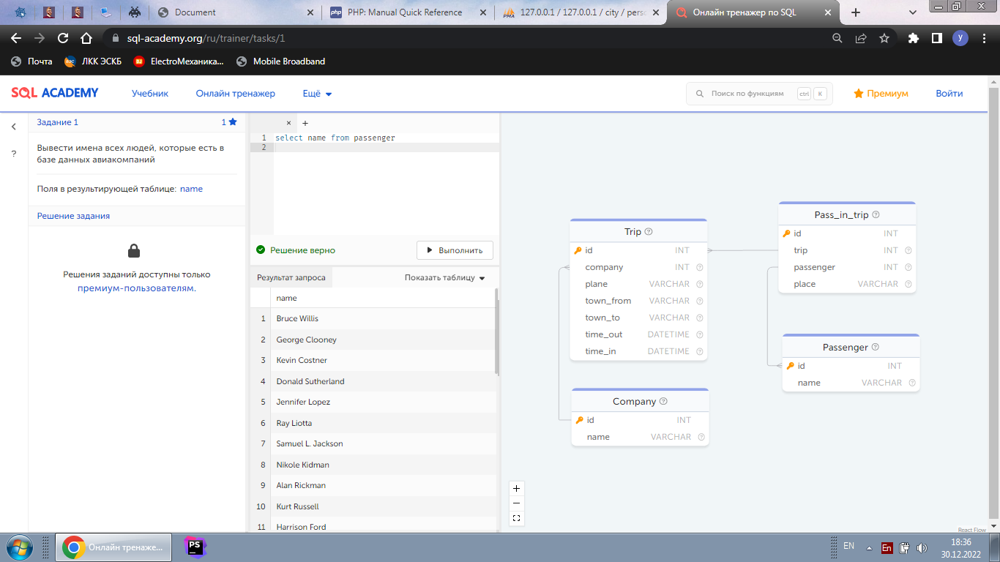 Document
PHP: Manual Quick Reference
127.0.0.1 / 127.0.0.1 / city / pers
Онлайн тренажер по SQL
sql-academy.org/ru/trainer/tasks/1
У
Почта
ЛКК ЭСКБ
ElectroМеханика...
Mobile Broadband
SQL ACADEMY
Учебник
Онлайн тренажер
Ещё
Поиск по функциям
ctrl
K
Премиум
Войти
Задание 1
1
Вывести имена всех людей, которые есть в
базе данных авиакомпаний
Поля в результирующей таблице: name
Решение задания
Решения заданий доступны только
премиум-пользователям.
1 select name from passenger
2
Решение верно
Выполнить
Результат запроса
Показать таблицу
name
1 Bruce Willis
2 George Clooney
3 Kevin Costner
4 Donald Sutherland
5 Jennifer Lopez
6 Ray Liotta
7 Samuel L. Jackson
8 Nikole Kidman
9 Alan Rickman
10 Kurt Russell
11 Harrison Ford
Trip
id INT
company INT
plane VARCHAR
town_from VARCHAR
town_to VARCHAR
time_out DATETIME
time_in DATETIME
Company
id INT
name VARCHAR
Pass_in_trip
id INT
trip INT
passenger INT
place VARCHAR
Passenger
id INT
name VARCHAR
React Flow
Онлайн тренаже...
PS
EN
En
18:36
30.12.2022